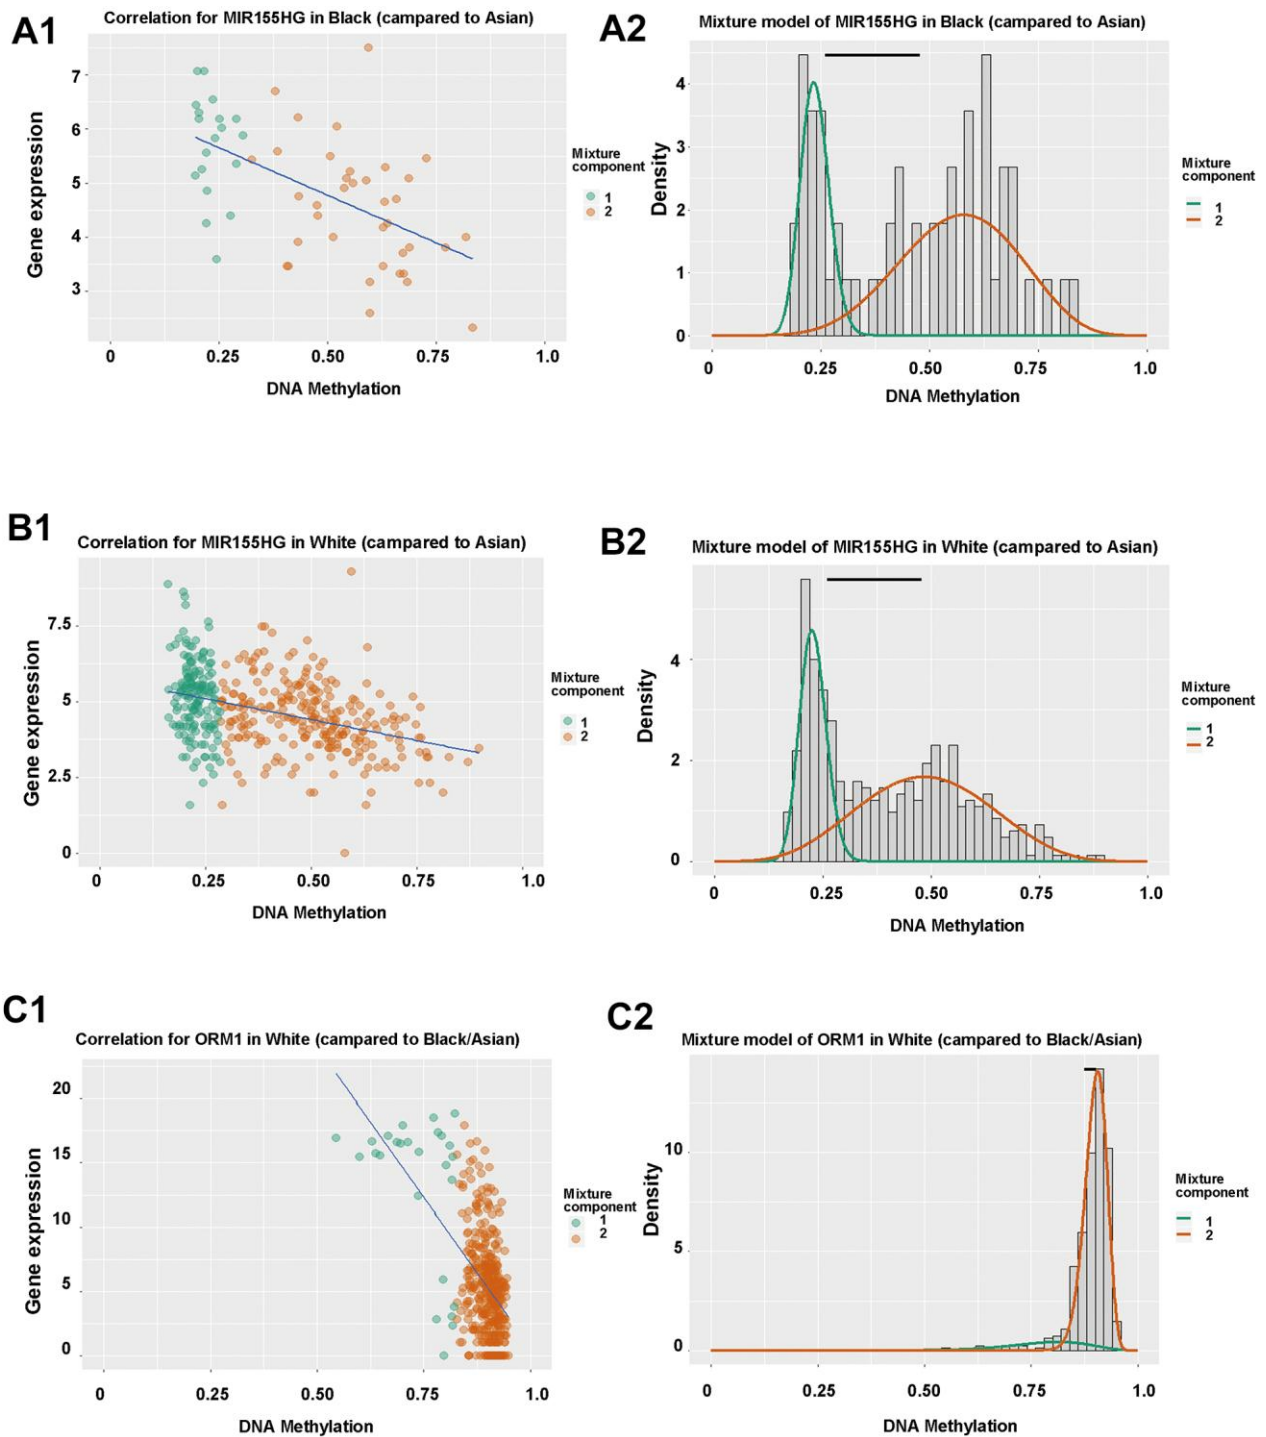 A1
Correlation for MIR155HG in Black (campared to Asian)
Gene expression
7
6
5
4
3
0
0.25
0.50
0.75
1.0
DNA Methylation
Mixture
component
1
2
A2
Mixture model of MIR155HG in Black (campared to Asian)
Density
4
3
2
1
0
0
0.25
0.50
0.75
1.0
DNA Methylation
Mixture
component
1
2
B1
Correlation for MIR155HG in White (campared to Asian)
Gene expression
7.5
5
2.5
0
0
0.25
0.50
0.75
1.0
DNA Methylation
Mixture
component
1
2
B2
Mixture model of MIR155HG in White (campared to Asian)
Density
4
2
0
0
0.25
0.50
0.75
1.0
DNA Methylation
Mixture
component
1
2
C1
Correlation for ORM1 in White (campared to Black/Asian)
Gene expression
20
15
10
5
0
0
0.25
0.50
0.75
1.0
DNA Methylation
Mixture
component
1
2
C2
Mixture model of ORM1 in White (campared to Black/Asian)
Density
10
5
0
0
0.25
0.75
1.0
DNA Methylation
Mixture
component
1
2